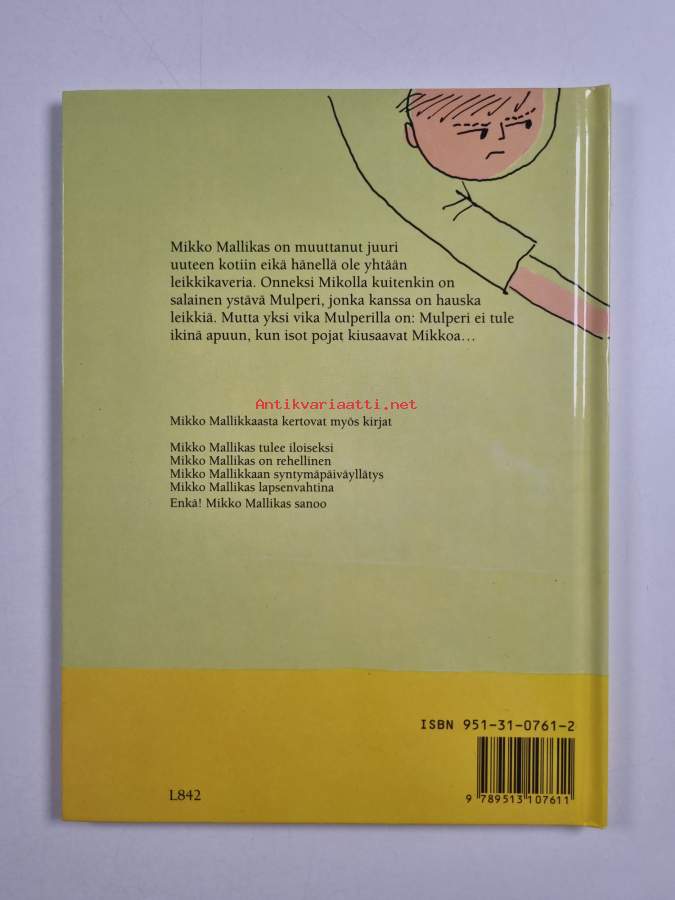 Mikko Mallikas on muuttanut juuri
uuteen kotiin eikä hänellä ole yhtään
leikkikaveria. Onneksi Mikolla kuitenkin on
salainen ystävä Mulperi, jonka kanssa on hauska
leikkiä. Mutta yksi vika Mulperilla on: Mulperi ei tule
ikinä apuun, kun isot pojat kiusaavat Mikkoa...
Antikvariaatti.net
Mikko Mallikkaasta kertovat myös kirjat
Mikko Mallikas tulee iloiseksi
Mikko Mallikas on rehellinen
Mikko Mallikkaan syntymäpäiväyllätys
Mikko Mallikas lapsenvahtina
Enkä! Mikko Mallikas sanoo
ISBN 951-31-0761-2
9 789513 107611
L842